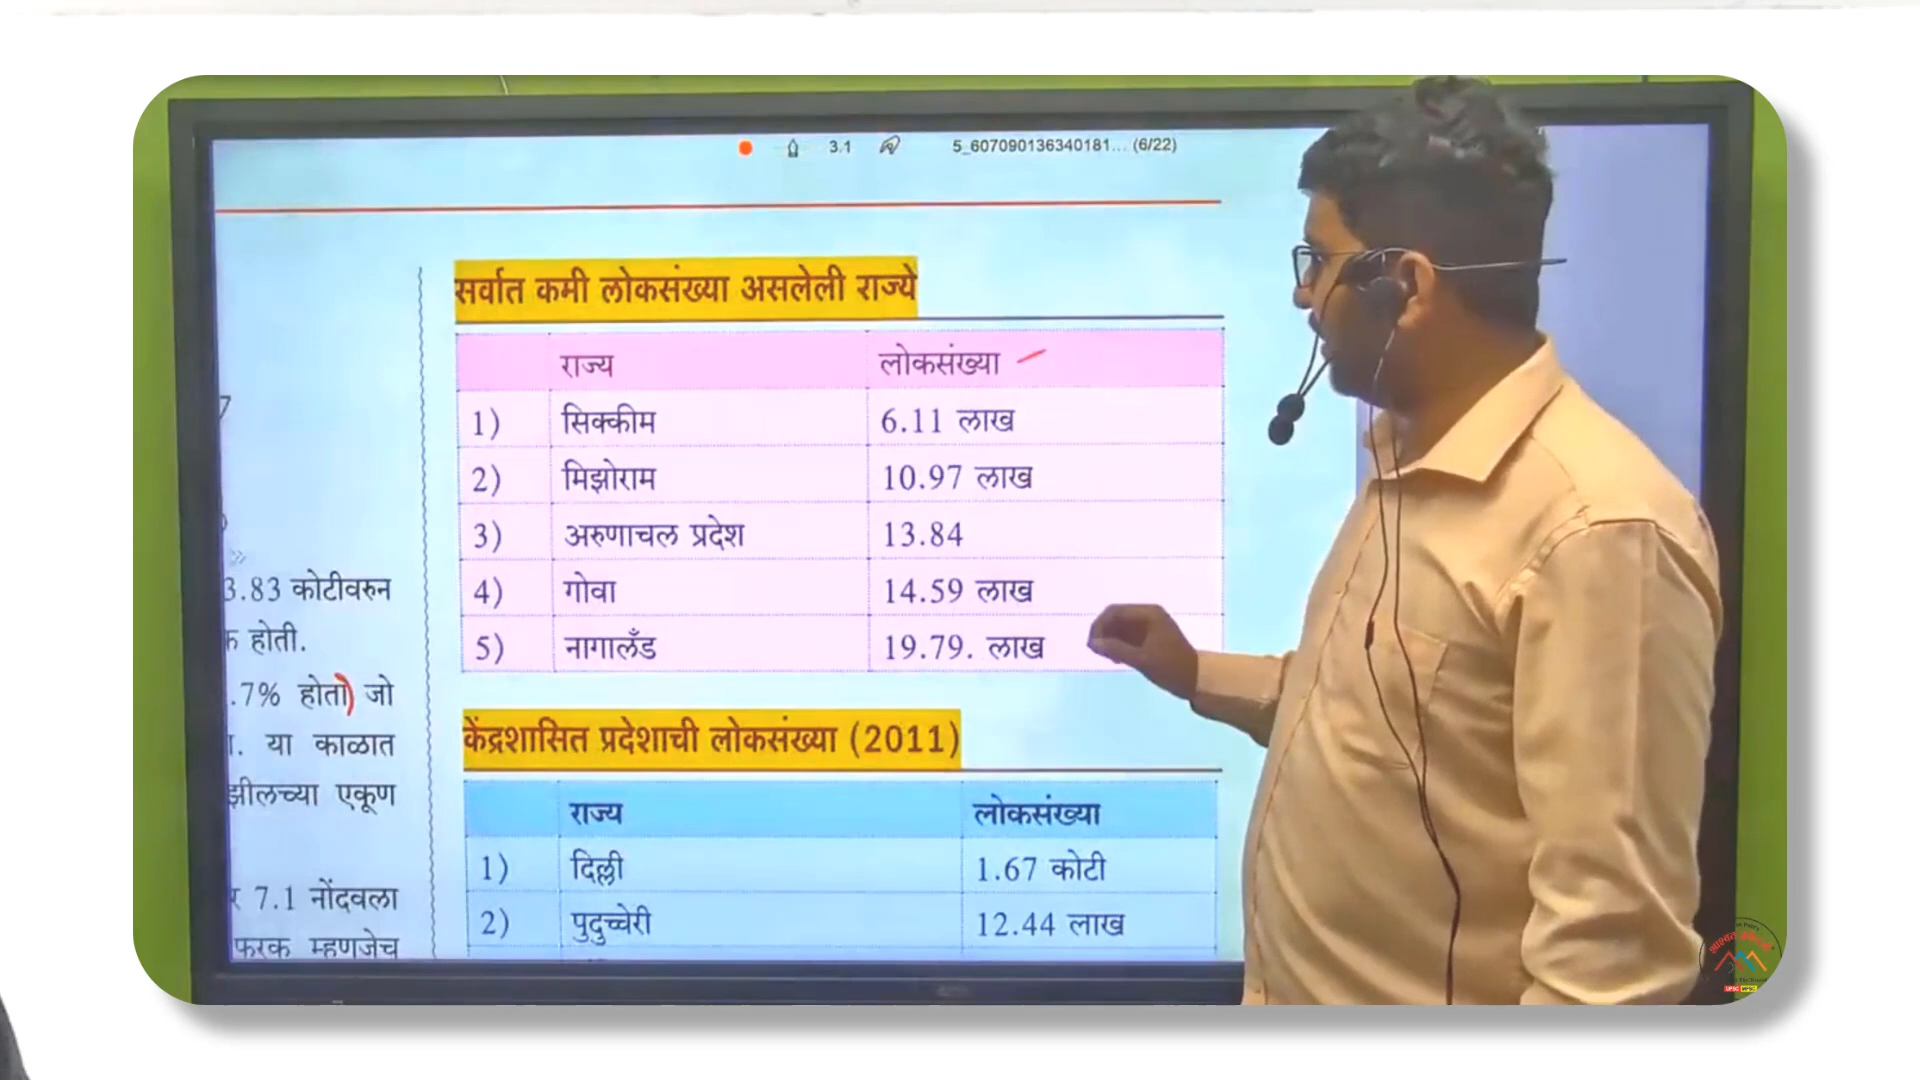 3.1 5_607090136340181... (6/22)
3.83 कोटीवरुन
होती.
.7% होतो) जो
या काळात
झीलच्या एकूण
7.1 नोंदवला
फरक म्हणजेच
सर्वात कमी लोकसंख्या असलेली राज्ये
राज्य लोकसंख्या
1) सिक्कीम 6.11 लाख
2) मिझोराम 10.97 लाख
3) अरुणाचल प्रदेश 13.84
4) गोवा 14.59 लाख
5) नागालँड 19.79. लाख
केंद्रशासित प्रदेशाची लोकसंख्या (2011)
राज्य लोकसंख्या
1) दिल्ली 1.67 कोटी
2) पुदुच्चेरी 12.44 लाख
UPSC MPSC